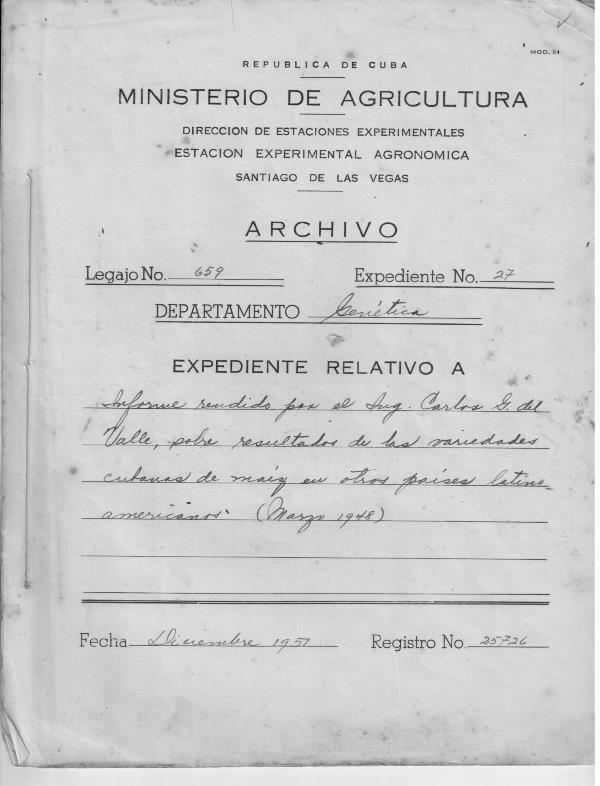 MOD. 94
REPUBLICA DE CUBA
MINISTERIO DE AGRICULTURA
DIRECCION DE ESTACIONES EXPERIMENTALES
ESTACION EXPERIMENTAL AGRONOMICA
SANTIAGO DE LAS VEGAS
ARCHIVO
Legajo No. 659 Expediente No. 27
DEPARTAMENTO Genética
EXPEDIENTE RELATIVO A
Informe rendido por el Ing. Carlos G. del
Valle, sobre resultados de las variedades
cubanas de maíz en otros países latino-
americanos. (Marzo 1948)
Fecha Diciembre 1951 Registro No. 25726